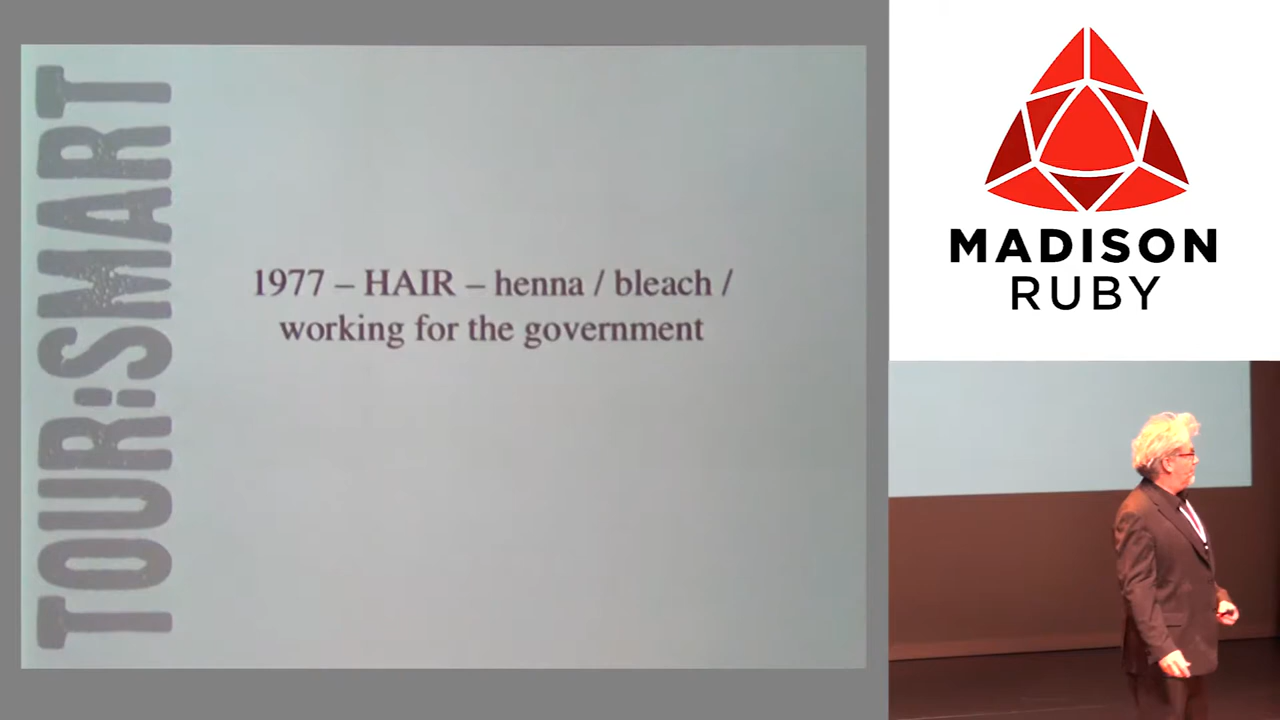 TOUR:SMART
1977 – HAIR – henna / bleach /
working for the government
MADISON
RUBY